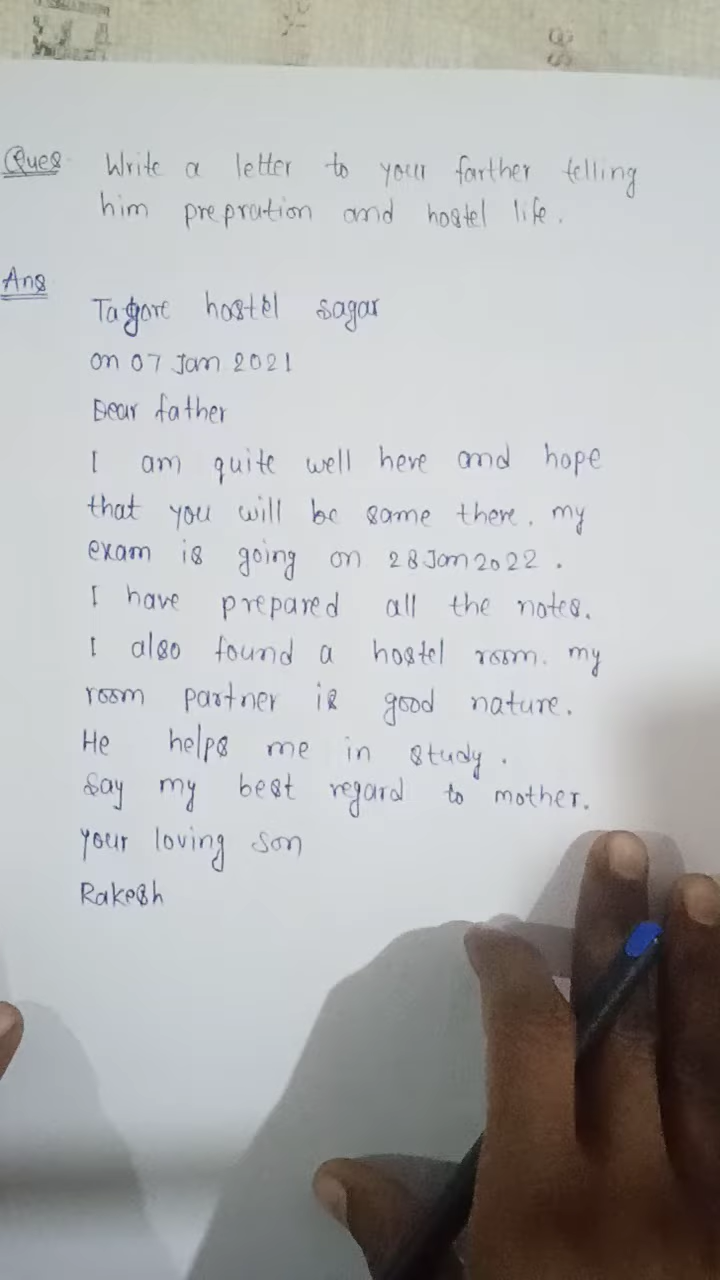 Ques Write a letter to your farther telling
him prepration and hostel life.
Ans
Tagore hostel sagar
on 07 Jan 2021
Dear father
I am quite well here and hope
that you will be same there. my
exam is going on 28 Jan 2022.
I have prepared all the notes.
I also found a hostel room. my
room partner is good nature.
He helps me in study.
Say my best regard to mother.
your loving son
Rakesh